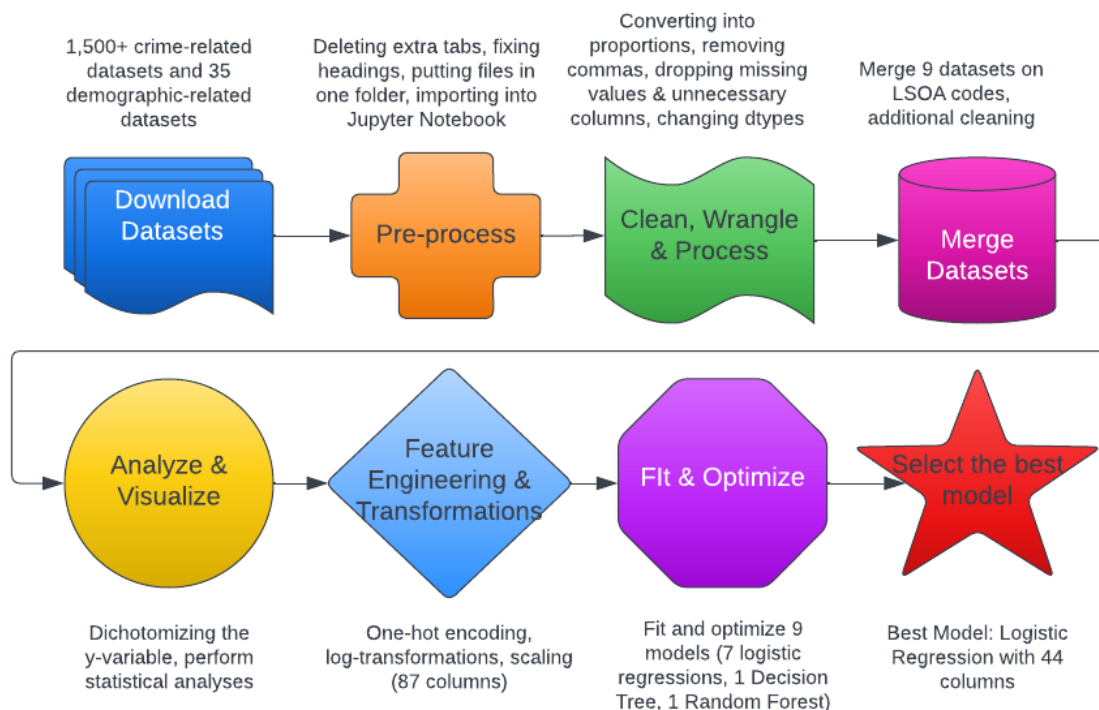 1,500+ crime-related
datasets and 35
demographic-related
datasets
Deleting extra tabs, fixing
headings, putting files in
one folder, importing into
Jupyter Notebook
Converting into
proportions, removing
commas, dropping missing
values & unnecessary
columns, changing dtypes
Merge 9 datasets on
LSOA codes,
additional cleaning
Download
Datasets
Pre-process
Clean, Wrangle
& Process
Merge
Datasets
Analyze &
Visualize
Feature
Engineering &
Transformations
FIt & Optimize
Select the best
model
Dichotomizing the
y-variable, perform
statistical analyses
One-hot encoding,
log-transformations, scaling
(87 columns)
Fit and optimize 9
models (7 logistic
regressions, 1 Decision
Tree, 1 Random Forest)
Best Model: Logistic
Regression with 44
columns